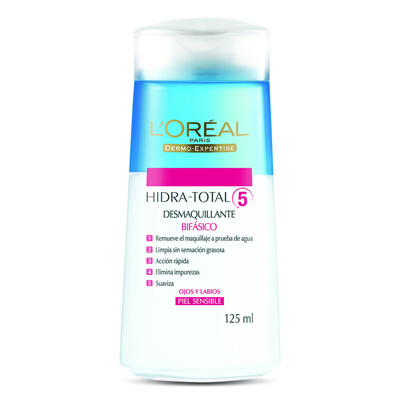 L'ORÉAL
PARIS
DERMO-EXPERTISE
HIDRA-TOTAL 5
DESMAQUILLANTE
BIFÁSICO
1 Remueve el maquillaje a prueba de agua
2 Limpia sin sensación grasosa
3 Acción rápida
4 Elimina impurezas
5 Suaviza
OJOS Y LABIOS
PIEL SENSIBLE
125 ml